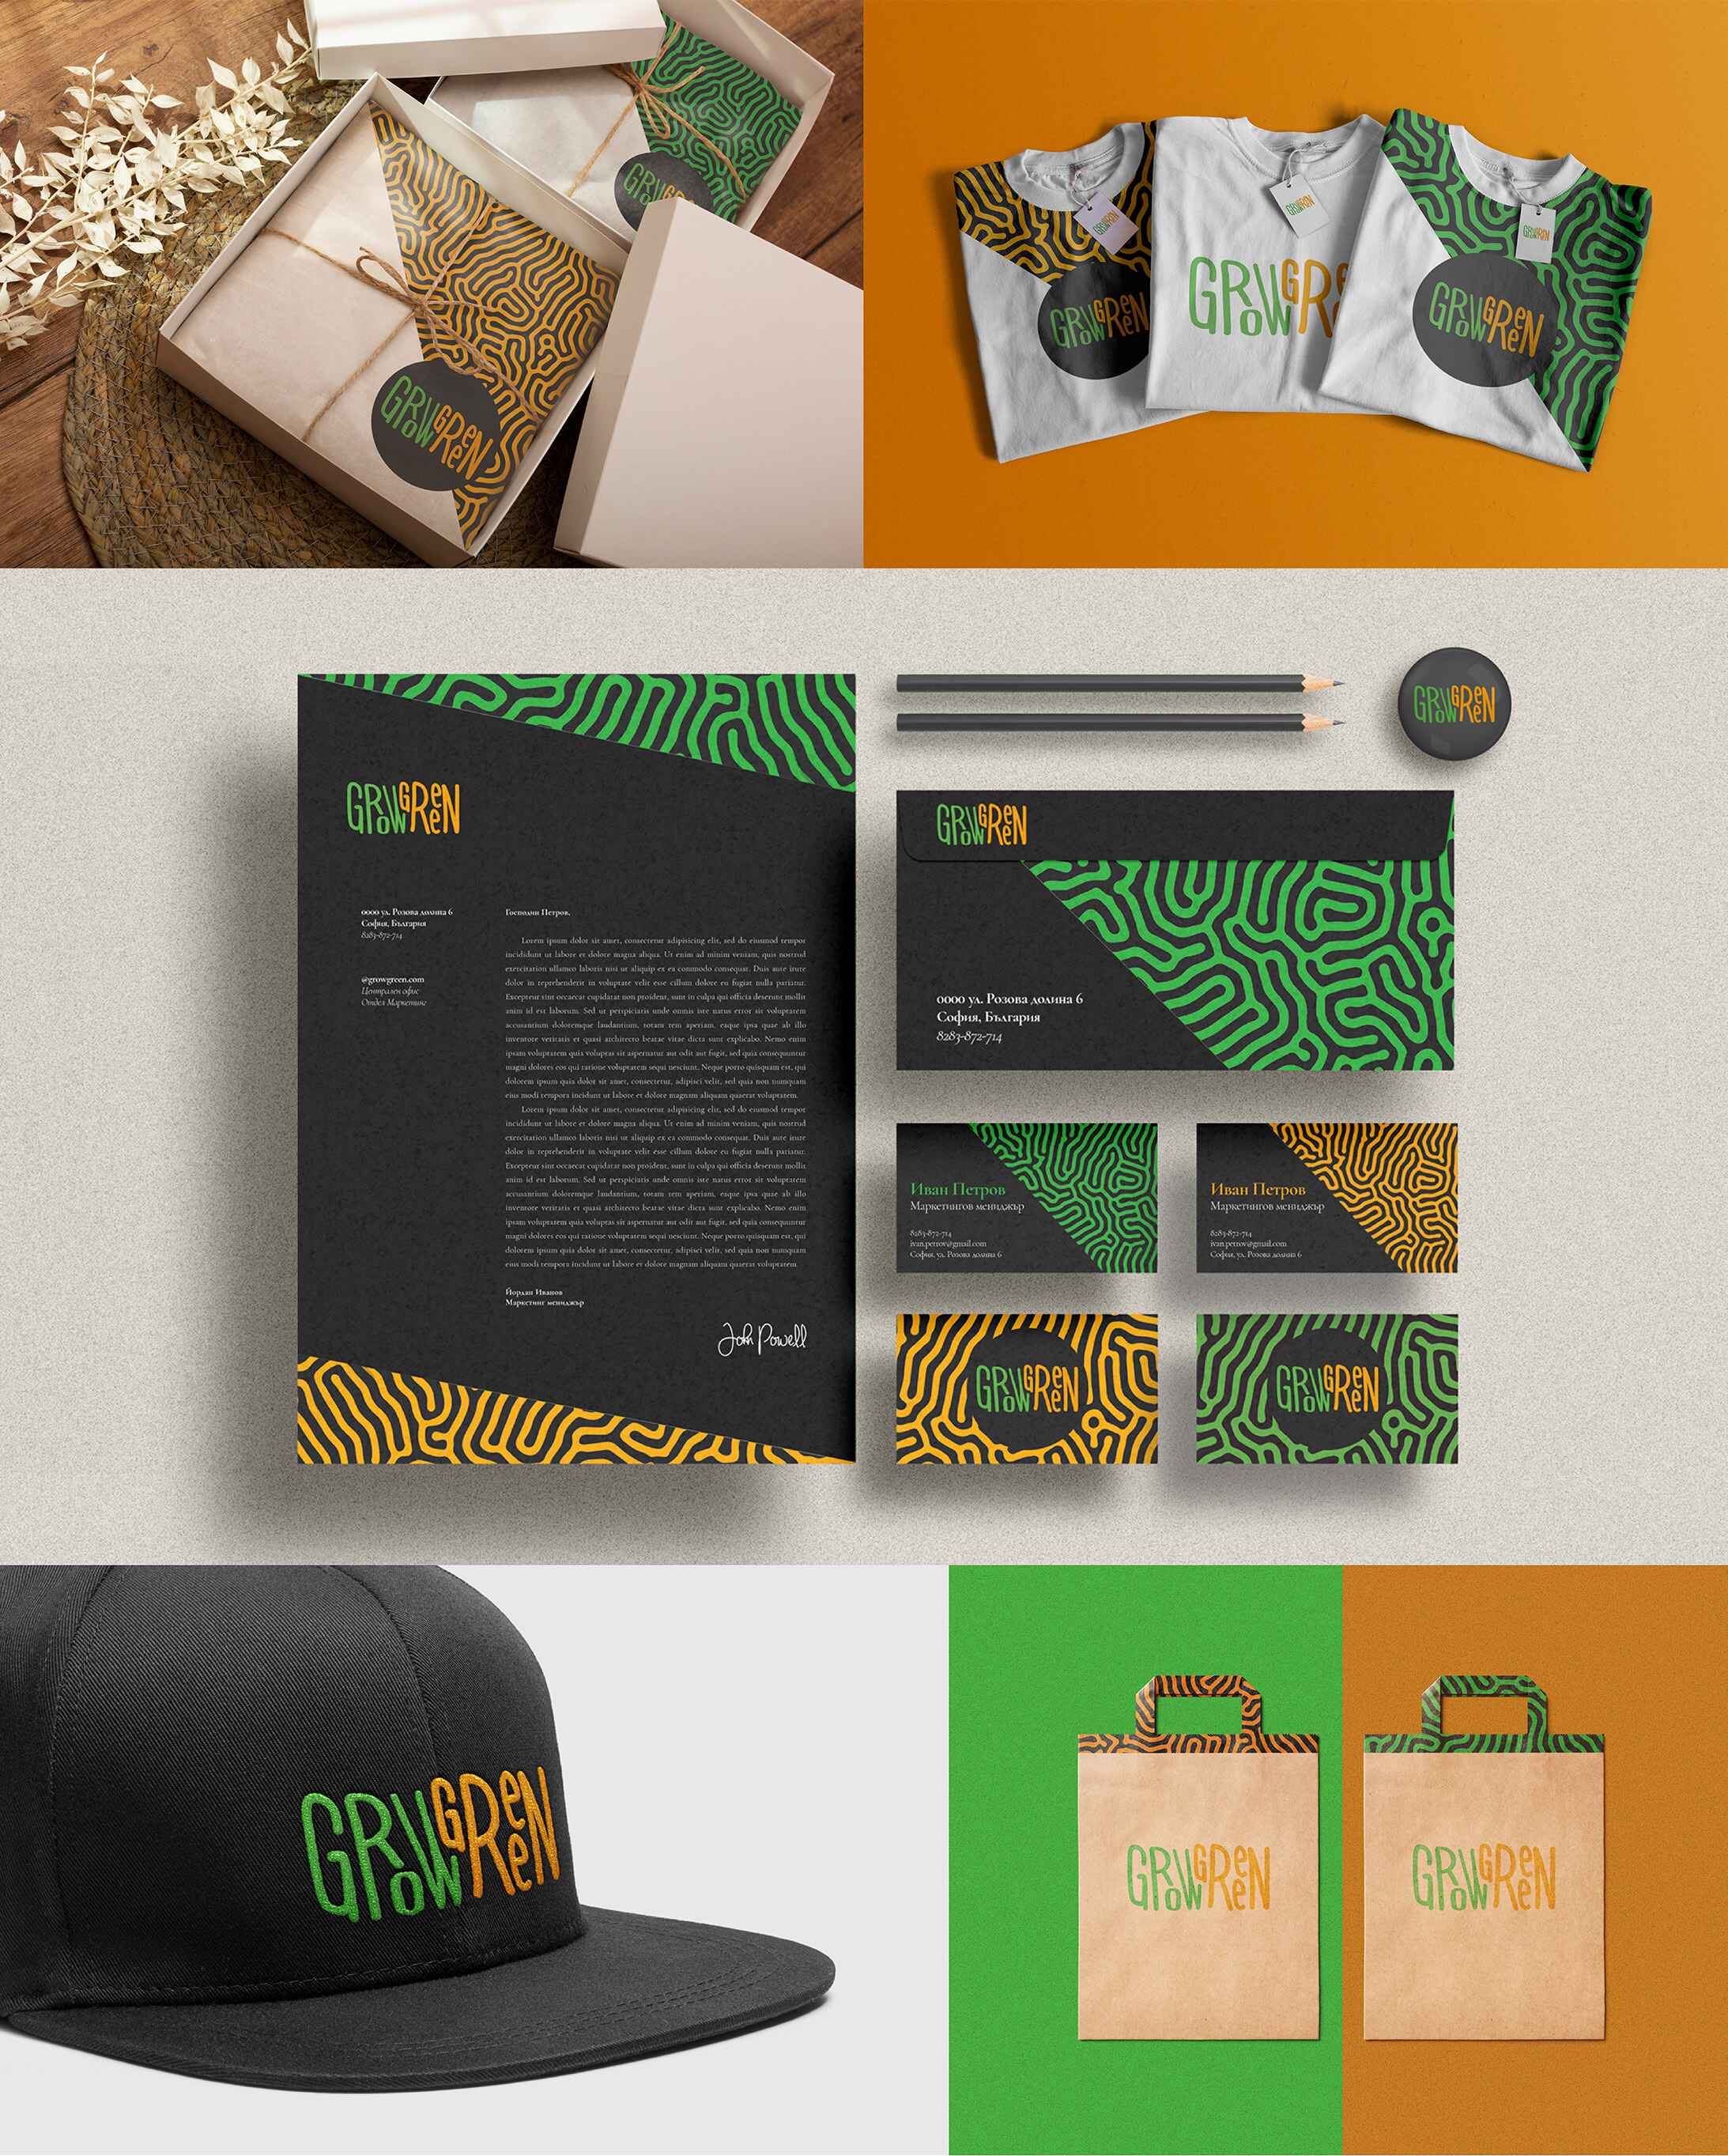 GROWGREEN
GROWGREEN
GROWGREEN
GROWGREEN
GROWGREEN
GROWGREEN
GROWGREEN
GROWGREEN
GROWGREEN
0000 ул. Розова долина 6
София, България
8283-872-714
@growgreen.com
Централен офис
Отдел Маркетинг
Господин Петров,
Lorem ipsum dolor sit amet, consectetur adipisicing elit, sed do eiusmod tempor
incididunt ut labore et dolore magna aliqua. Ut enim ad minim veniam, quis nostrud
exercitation ullamco laboris nisi ut aliquip ex ea commodo consequat. Duis aute irure
dolor in reprehenderit in voluptate velit esse cillum dolore eu fugiat nulla pariatur.
Excepteur sint occaecat cupidatat non proident, sunt in culpa qui officia deserunt mollit
anim id est laborum. Sed ut perspiciatis unde omnis iste natus error sit voluptatem
accusantium doloremque laudantium, totam rem aperiam, eaque ipsa quae ab illo
inventore veritatis et quasi architecto beatae vitae dicta sunt explicabo. Nemo enim
ipsam voluptatem quia voluptas sit aspernatur aut odit aut fugit, sed quia consequuntur
magni dolores eos qui ratione voluptatem sequi nesciunt. Neque porro quisquam est, qui
dolorem ipsum quia dolor sit amet, consectetur, adipisci velit, sed quia non numquam
eius modi tempora incidunt ut labore et dolore magnam aliquam quaerat voluptatem.
Lorem ipsum dolor sit amet, consectetur adipisicing elit, sed do eiusmod tempor
incididunt ut labore et dolore magna aliqua. Ut enim ad minim veniam, quis nostrud
exercitation ullamco laboris nisi ut aliquip ex ea commodo consequat. Duis aute irure
dolor in reprehenderit in voluptate velit esse cillum dolore eu fugiat nulla pariatur.
Excepteur sint occaecat cupidatat non proident, sunt in culpa qui officia deserunt mollit
anim id est laborum. Sed ut perspiciatis unde omnis iste natus error sit voluptatem
accusantium doloremque laudantium, totam rem aperiam, eaque ipsa quae ab illo
inventore veritatis et quasi architecto beatae vitae dicta sunt explicabo. Nemo enim
ipsam voluptatem quia voluptas sit aspernatur aut odit aut fugit, sed quia consequuntur
magni dolores eos qui ratione voluptatem sequi nesciunt. Neque porro quisquam est, qui
dolorem ipsum quia dolor sit amet, consectetur, adipisci velit, sed quia non numquam
eius modi tempora incidunt ut labore et dolore magnam aliquam quaerat voluptatem.
Йордан Иванов
Маркетинг мениджър
John Powell
GROWGREEN
0000 ул. Розова долина 6
София, България
8283-872-714
Иван Петров
Маркетингов мениджър
8283-872-714
ivan.petrov@gmail.com
София, ул. Розова долина 6
Иван Петров
Маркетингов мениджър
8283-872-714
ivan.petrov@gmail.com
София, ул. Розова долина 6
GROWGREEN
GROWGREEN
GROWGREEN
GROWGREEN
GROWGREEN